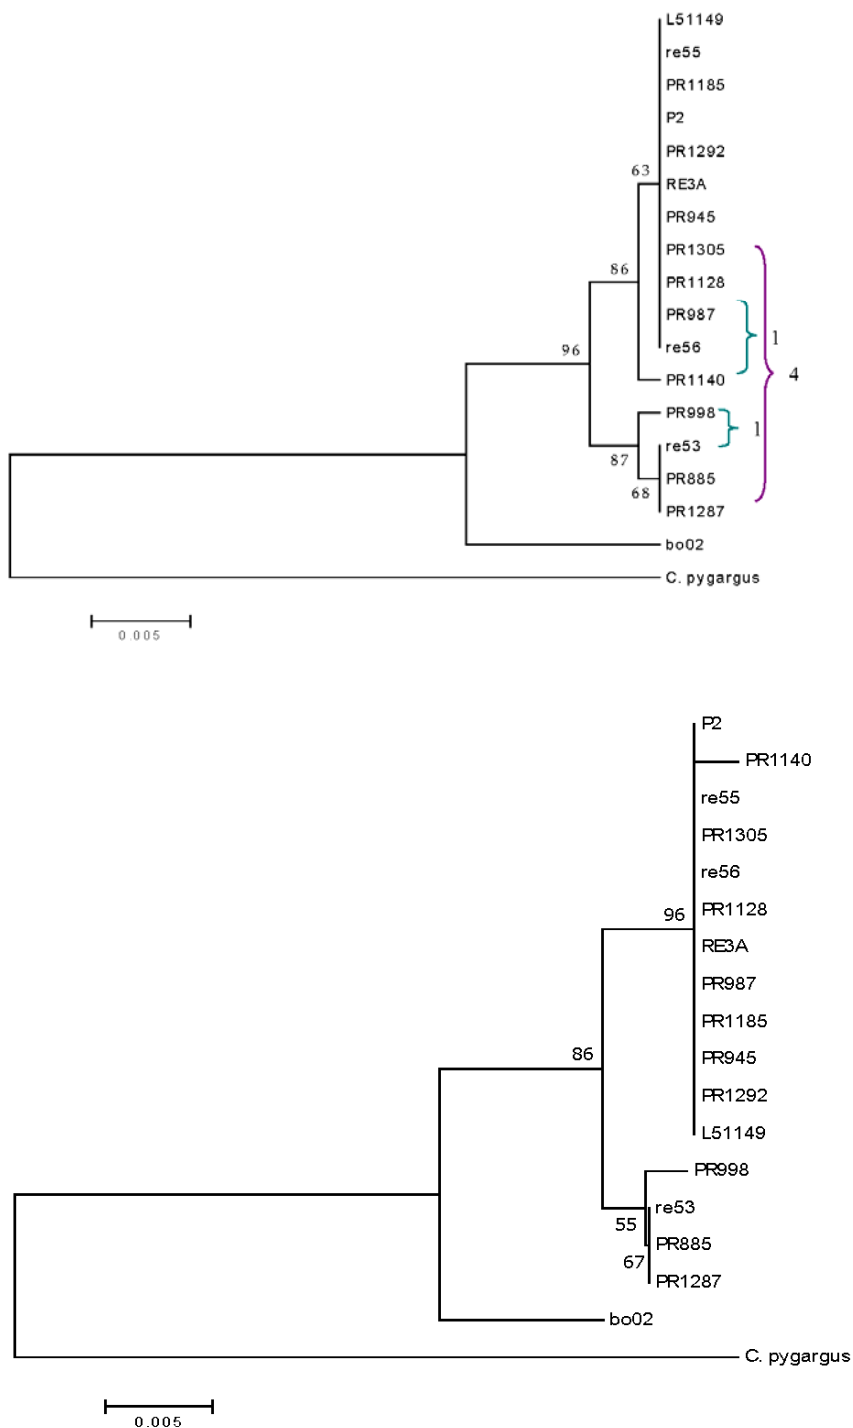 L51149
re55
PR1185
P2
PR1292
63
RE3A
PR945
PR1305
86
PR1128
PR987
1
re56
96
4
PR1140
PR998
1
re53
87
PR885
68
PR1287
bo02
C. pygargus
0.005
P2
PR1140
re55
PR1305
re56
96
PR1128
RE3A
PR987
PR1185
86
PR945
PR1292
L51149
PR998
re53
55
PR885
67
PR1287
bo02
C. pygargus
0.005